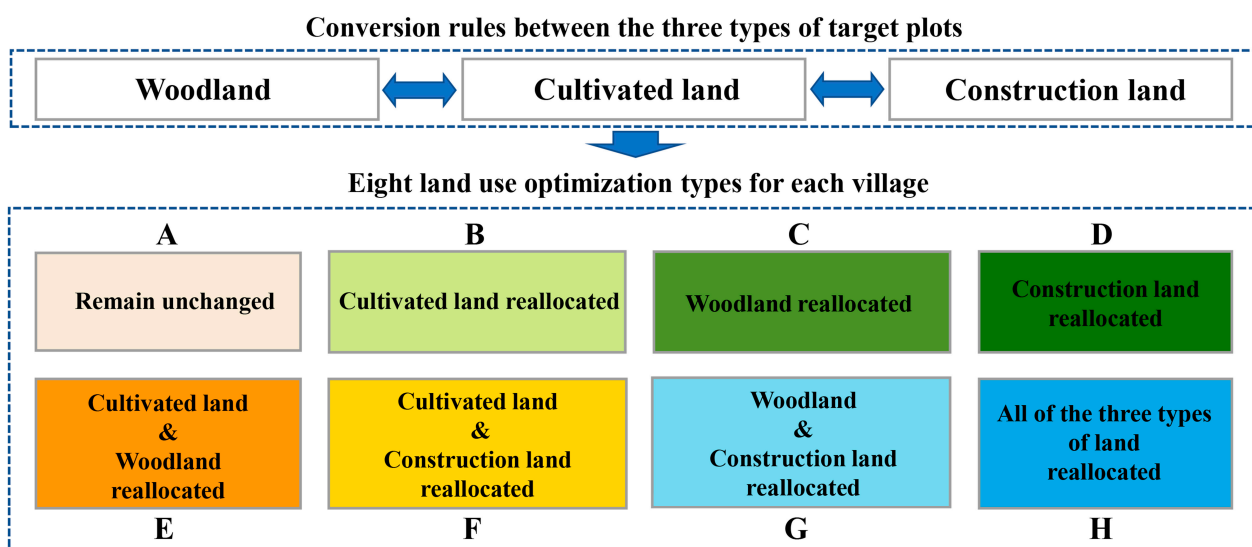 Conversion rules between the three types of target plots
Woodland
Cultivated land
Construction land
Eight land use optimization types for each village
A
B
C
D
Remain unchanged
Cultivated land reallocated
Woodland reallocated
Construction land
reallocated
Cultivated land
&
Woodland
reallocated
Cultivated land
&
Construction land
reallocated
Woodland
&
Construction land
reallocated
All of the three types
of land
reallocated
E
F
G
H